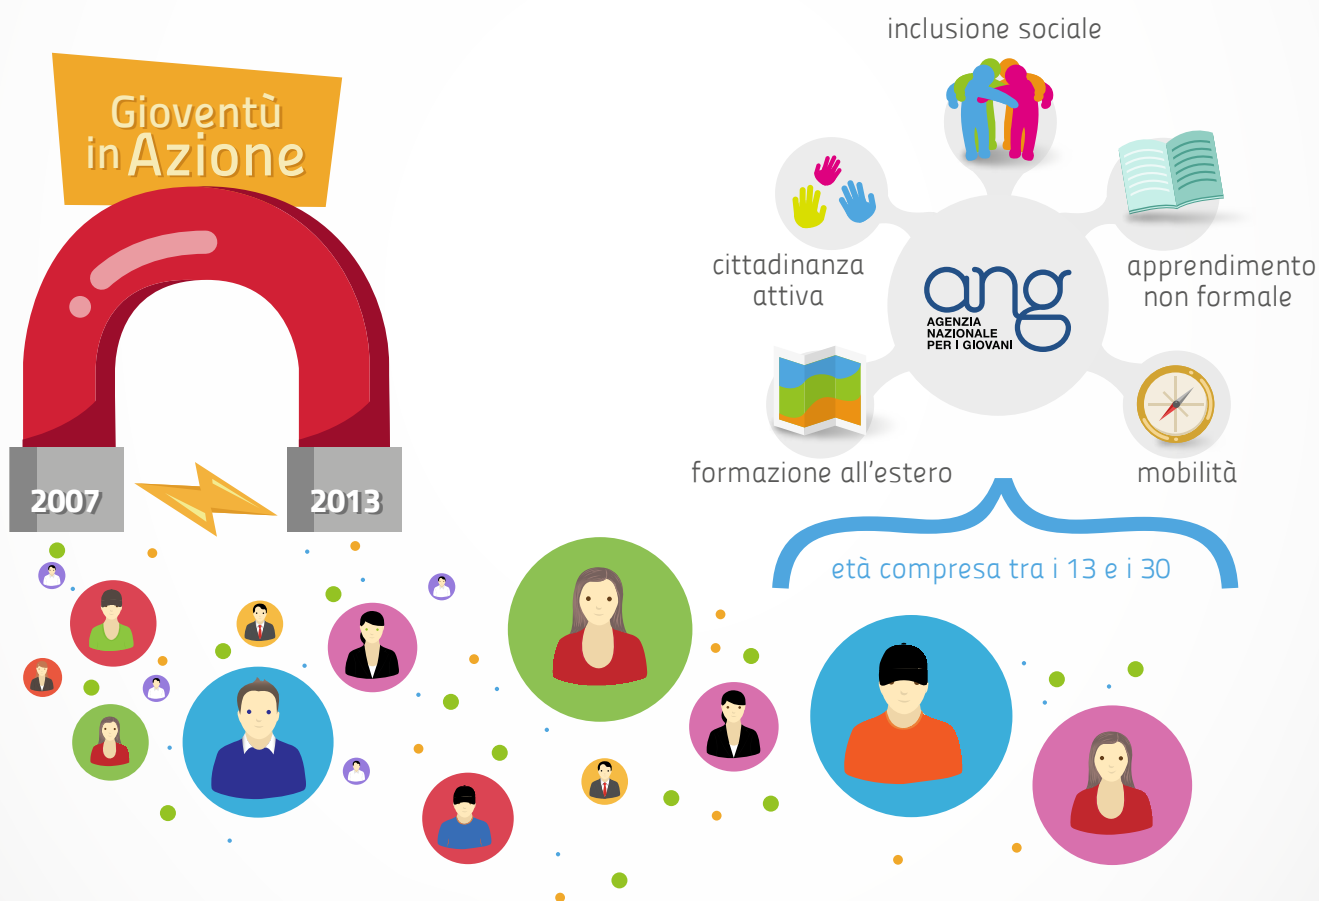 Gioventù
in Azione
2007
2013
inclusione sociale
cittadinanza
attiva
apprendimento
non formale
ang
AGENZIA
NAZIONALE
PER I GIOVANI
formazione all'estero
mobilità
età compresa tra i 13 e i 30